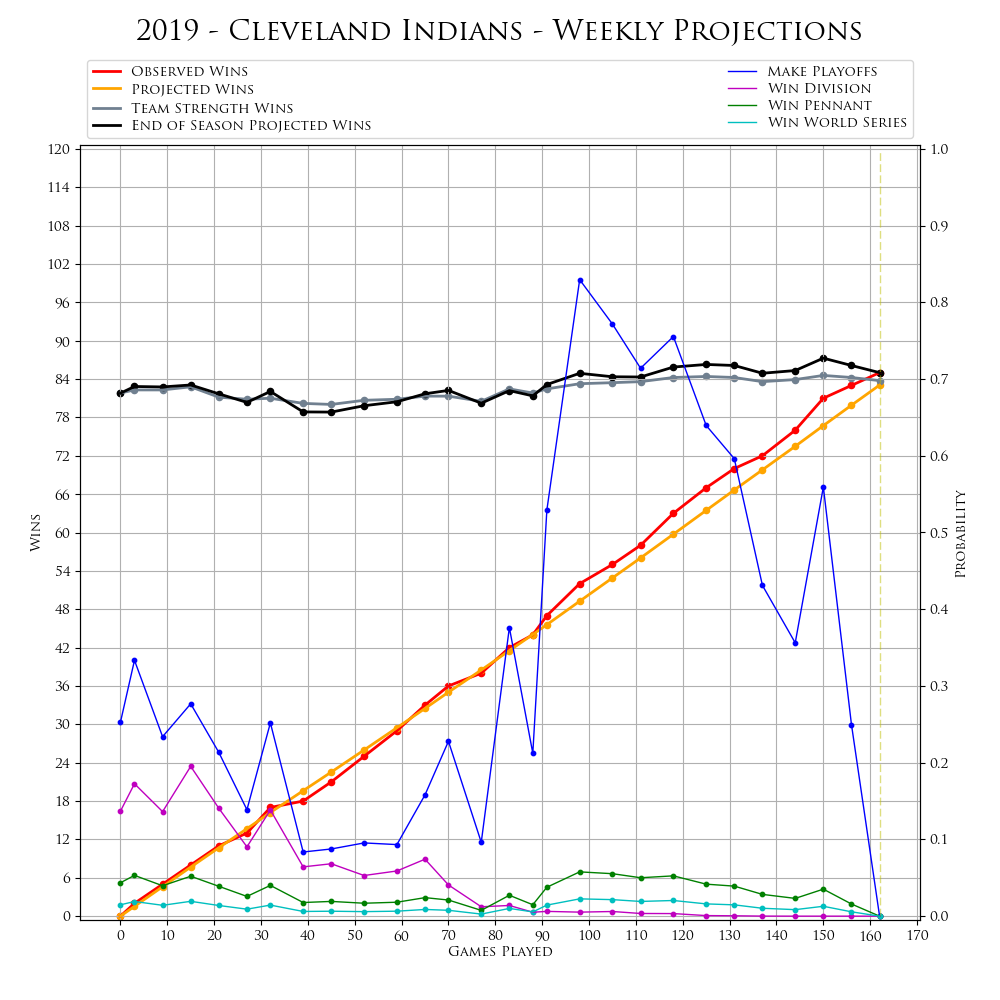 2019 - Cleveland Indians - Weekly Projections
Observed Wins
Projected Wins
Team Strength Wins
End of Season Projected Wins
Make Playoffs
Win Division
Win Pennant
Win World Series
120
114
108
102
96
90
84
78
72
66
60
54
48
42
36
30
24
18
12
6
0
Wins
1.0
0.9
0.8
0.7
0.6
0.5
0.4
0.3
0.2
0.1
0.0
Probability
0 10 20 30 40 50 60 70 80 90 100 110 120 130 140 150 160 170
Games Played